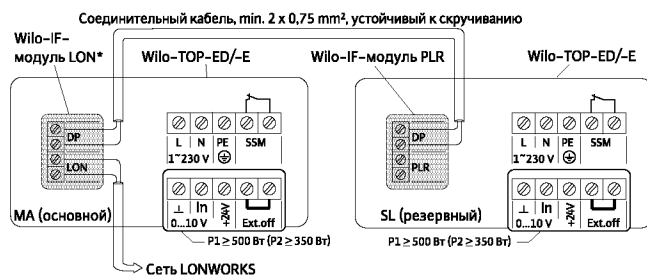 Соединительный кабель, min. 2 x 0,75 mm², устойчивый к скручиванию
Wilo-IF-
модуль LON*
Wilo-TOP-ED/-E
Wilo-IF-модуль PLR
Wilo-TOP-ED/-E
DP
LON
L N PE SSM
1~230 V
MA (основной)
⊥ In +24V Ext.off
0...10 V
P1 ≥ 500 Вт (P2 ≥ 350 Вт)
Сеть LONWORKS
DP
PLR
L N PE SSM
1~230 V
SL (резервный)
⊥ In +24V Ext.off
0...10 V
P1 ≥ 500 Вт (P2 ≥ 350 Вт)